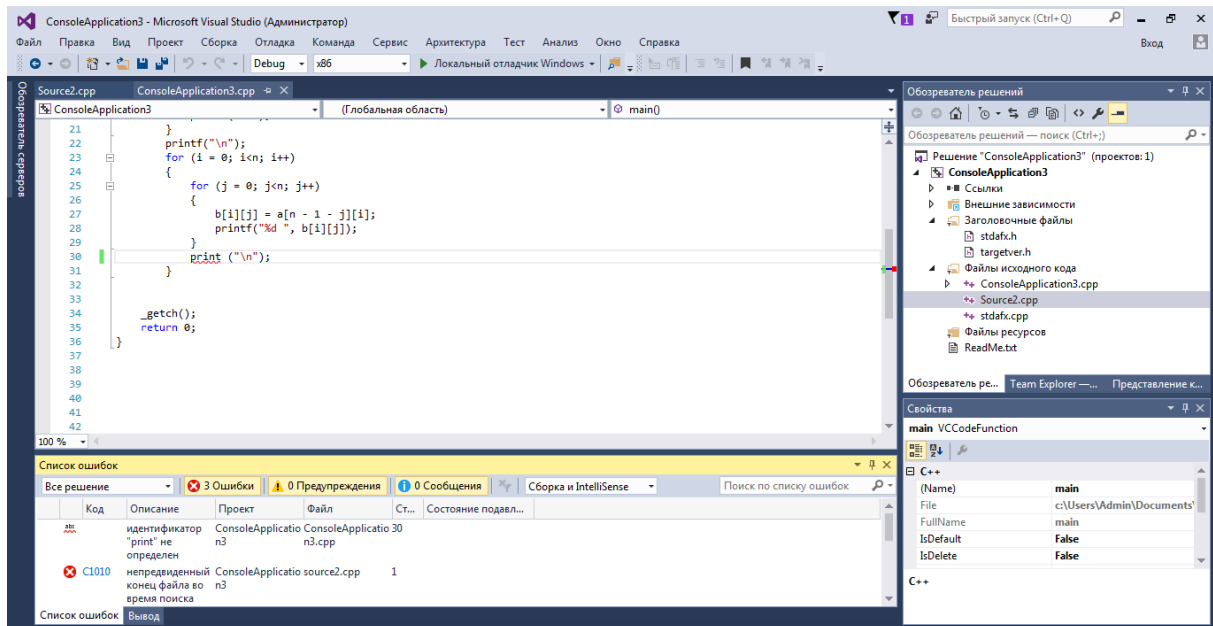 ConsoleApplication3 - Microsoft Visual Studio (Администратор)
1
Быстрый запуск (Ctrl+Q)
Файл Правка Вид Проект Сборка Отладка Команда Сервис Архитектура Тест Анализ Окно Справка
Вход
Debug x86 Локальный отладчик Windows
Обозреватель серверов
Source2.cpp ConsoleApplication3.cpp
ConsoleApplication3 (Глобальная область) main()
21 }
22 printf("\n");
23 for (i = 0; i<n; i++)
24 {
25 for (j = 0; j<n; j++)
26 {
27 b[i][j] = a[n - 1 - j][i];
28 printf("%d ", b[i][j]);
29 }
30 print ("\n");
31 }
32
33
34 _getch();
35 return 0;
36 }
37
38
39
40
41
42
100 %
Список ошибок
Все решение 3 Ошибки 0 Предупреждения 0 Сообщения Сборка и IntelliSense Поиск по списку ошибок
Код Описание Проект Файл Ст... Состояние подавл...
abc идентификатор ConsoleApplicatio ConsoleApplicatio 30
"print" не n3 n3.cpp
определен
C1010 непредвиденный ConsoleApplicatio source2.cpp 1
конец файла во n3
время поиска
Список ошибок Вывод
Обозреватель решений
Обозреватель решений — поиск (Ctrl+;)
Решение "ConsoleApplication3" (проектов: 1)
ConsoleApplication3
Ссылки
Внешние зависимости
Заголовочные файлы
stdafx.h
targetver.h
Файлы исходного кода
ConsoleApplication3.cpp
Source2.cpp
stdafx.cpp
Файлы ресурсов
ReadMe.txt
Обозреватель ре... Team Explorer —... Представление к...
Свойства
main VCCodeFunction
C++
(Name) main
File c:\Users\Admin\Documents\
FullName main
IsDefault False
IsDelete False
C++